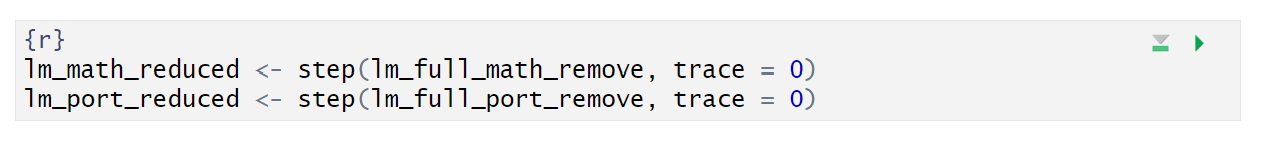 {r}
lm_math_reduced <- step(lm_full_math_remove, trace = 0)
lm_port_reduced <- step(lm_full_port_remove, trace = 0)